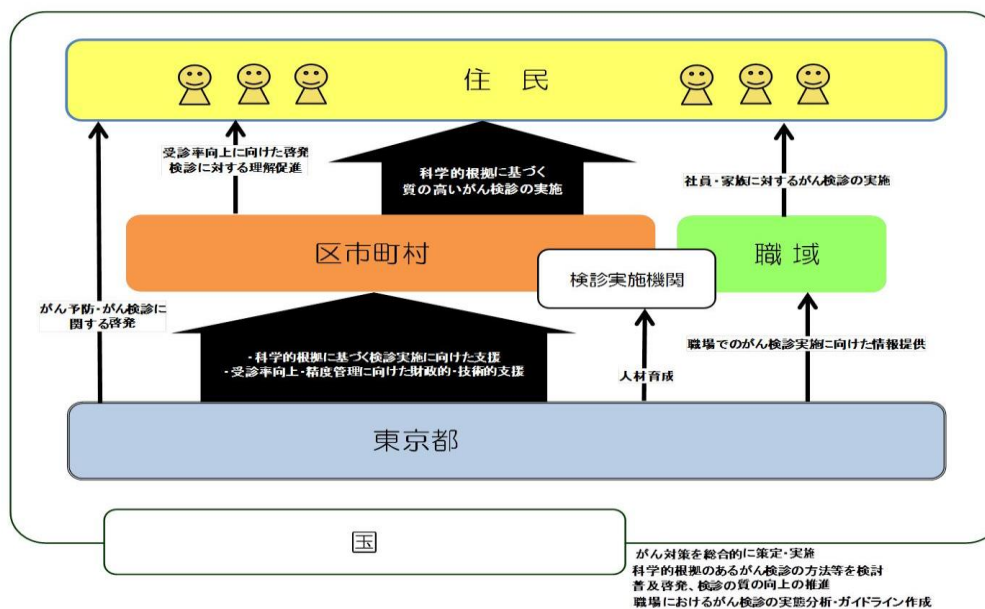 住 民
受診率向上に向けた啓発
検診に対する理解促進
科学的根拠に基づく
質の高いがん検診の実施
社員・家族に対するがん検診の実施
区市町村
職 域
検診実施機関
がん予防・がん検診に
関する啓発
・科学的根拠に基づく検診実施に向けた支援
・受診率向上・精度管理に向けた財政的・技術的支援
人材育成
職場でのがん検診実施に向けた情報提供
東京都
国
がん対策を総合的に策定・実施
科学的根拠のあるがん検診の方法等を検討
普及啓発、検診の質の向上の推進
職場におけるがん検診の実態分析・ガイドライン作成